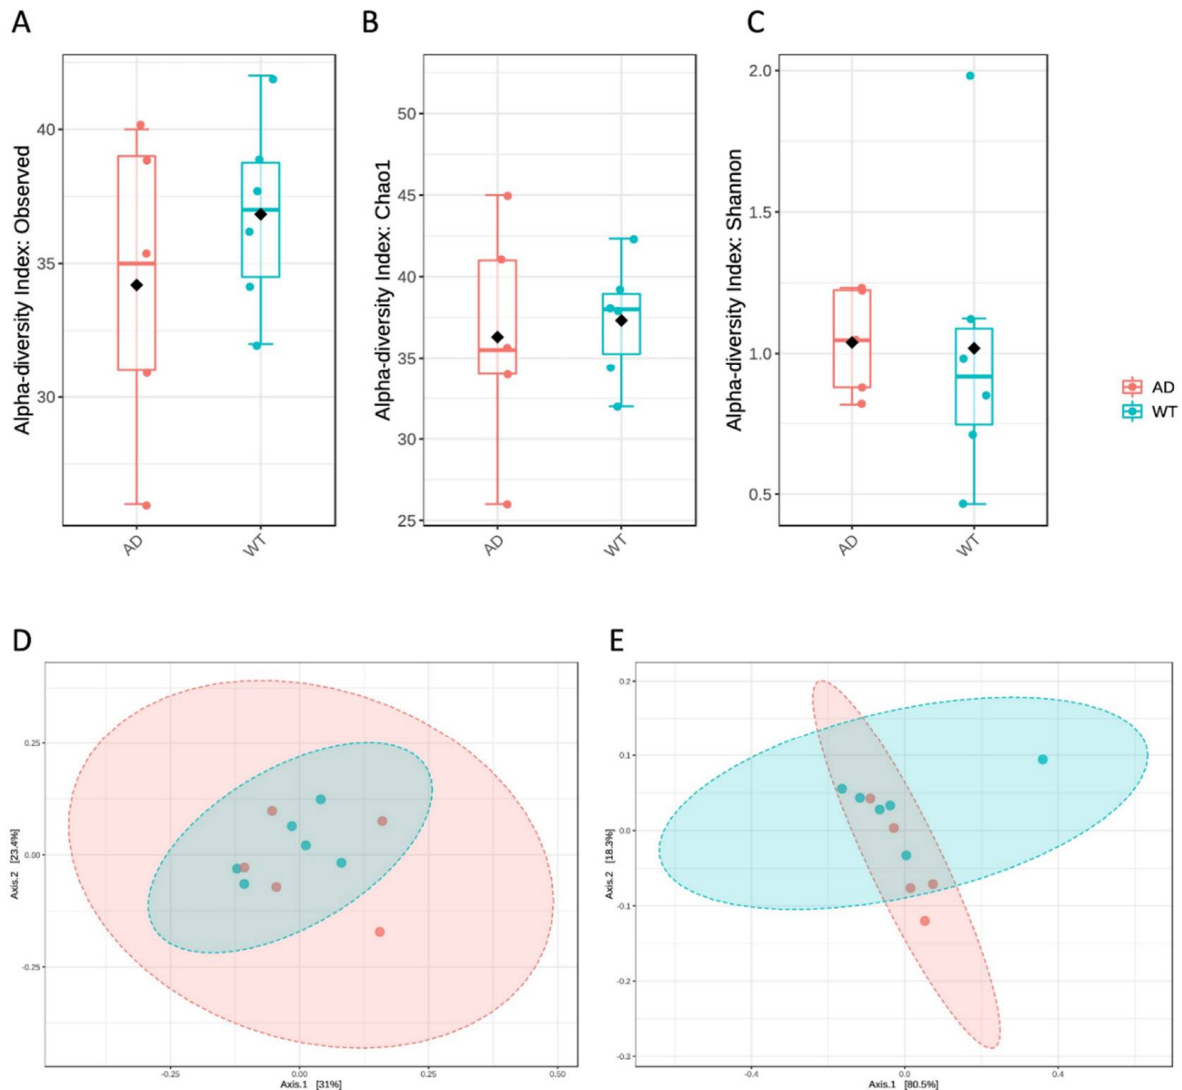 A
B
C
Alpha-diversity Index: Observed
40
35
30
AD
WT
Alpha-diversity Index: Chao1
50
45
40
35
30
25
AD
WT
Alpha-diversity Index: Shannon
2.0
1.5
1.0
0.5
AD
WT
AD
WT
D
E
Axis.2 [23.4%]
0.25
0.00
-0.25
-0.25
0.00
0.25
0.50
Axis.1 [31%]
Axis.2 [18.3%]
0.2
0.1
0.0
-0.1
-0.2
-0.3
-0.4
0.0
0.4
Axis.1 [80.5%]